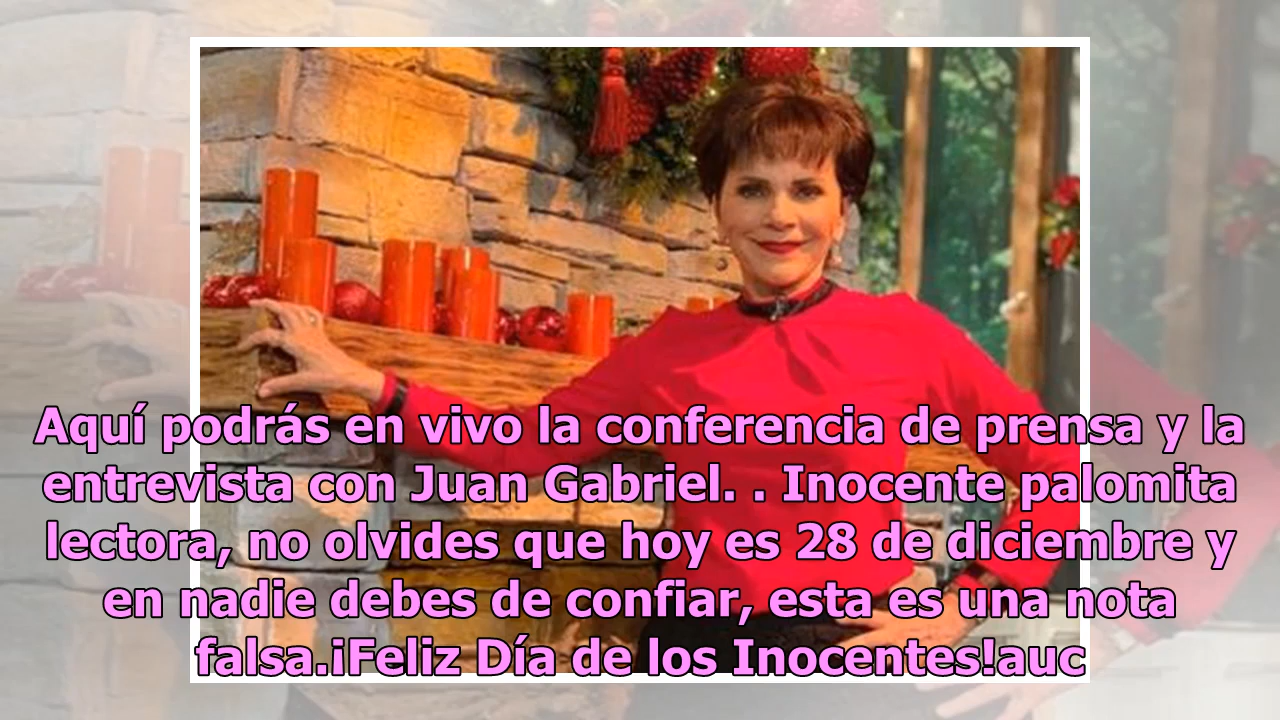 Aquí podrás en vivo la conferencia de prensa y la
entrevista con Juan Gabriel. . Inocente palomita
lectora, no olvides que hoy es 28 de diciembre y
en nadie debes de confiar, esta es una nota
falsa.¡Feliz Día de los Inocentes!auc